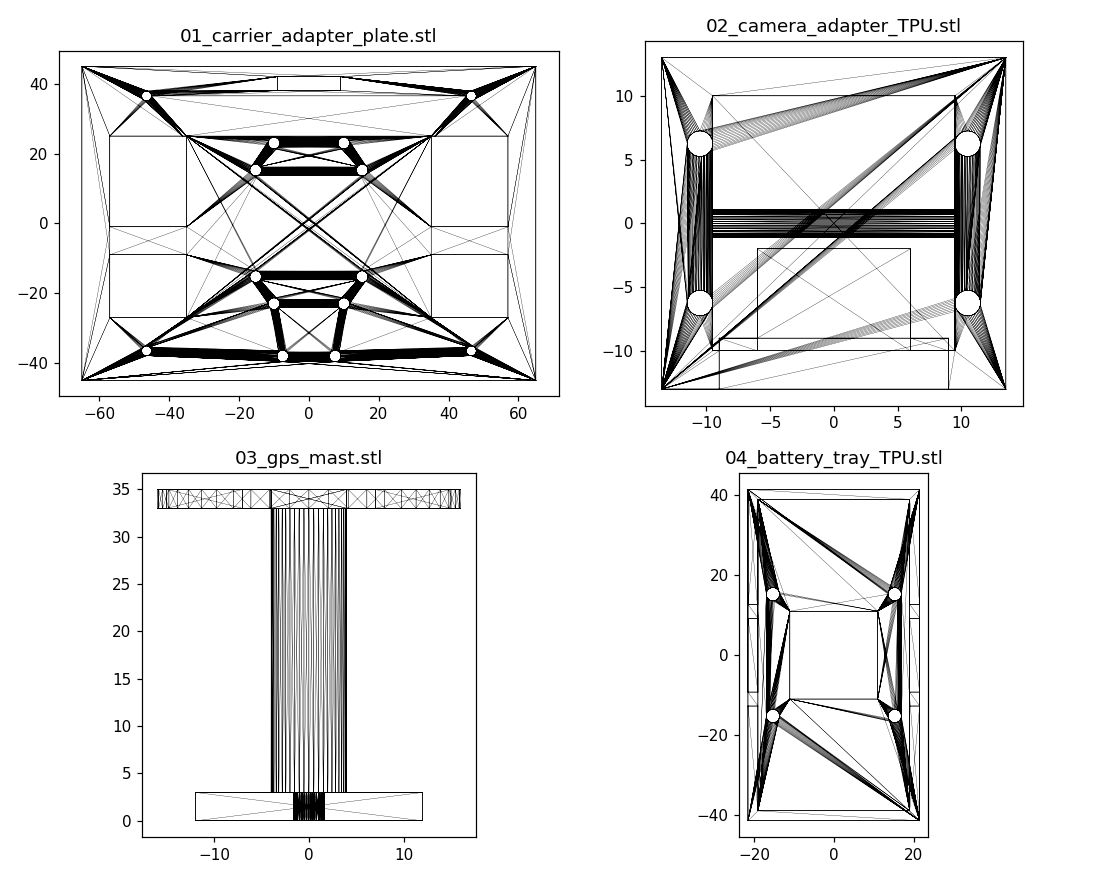 01_carrier_adapter_plate.stl
40
20
0
−20
−40
−60 −40 −20 0 20 40 60
02_camera_adapter_TPU.stl
10
5
0
−5
−10
−10 −5 0 5 10
03_gps_mast.stl
35
30
25
20
15
10
5
0
−10 0 10
04_battery_tray_TPU.stl
40
20
0
−20
−40
−20 0 20